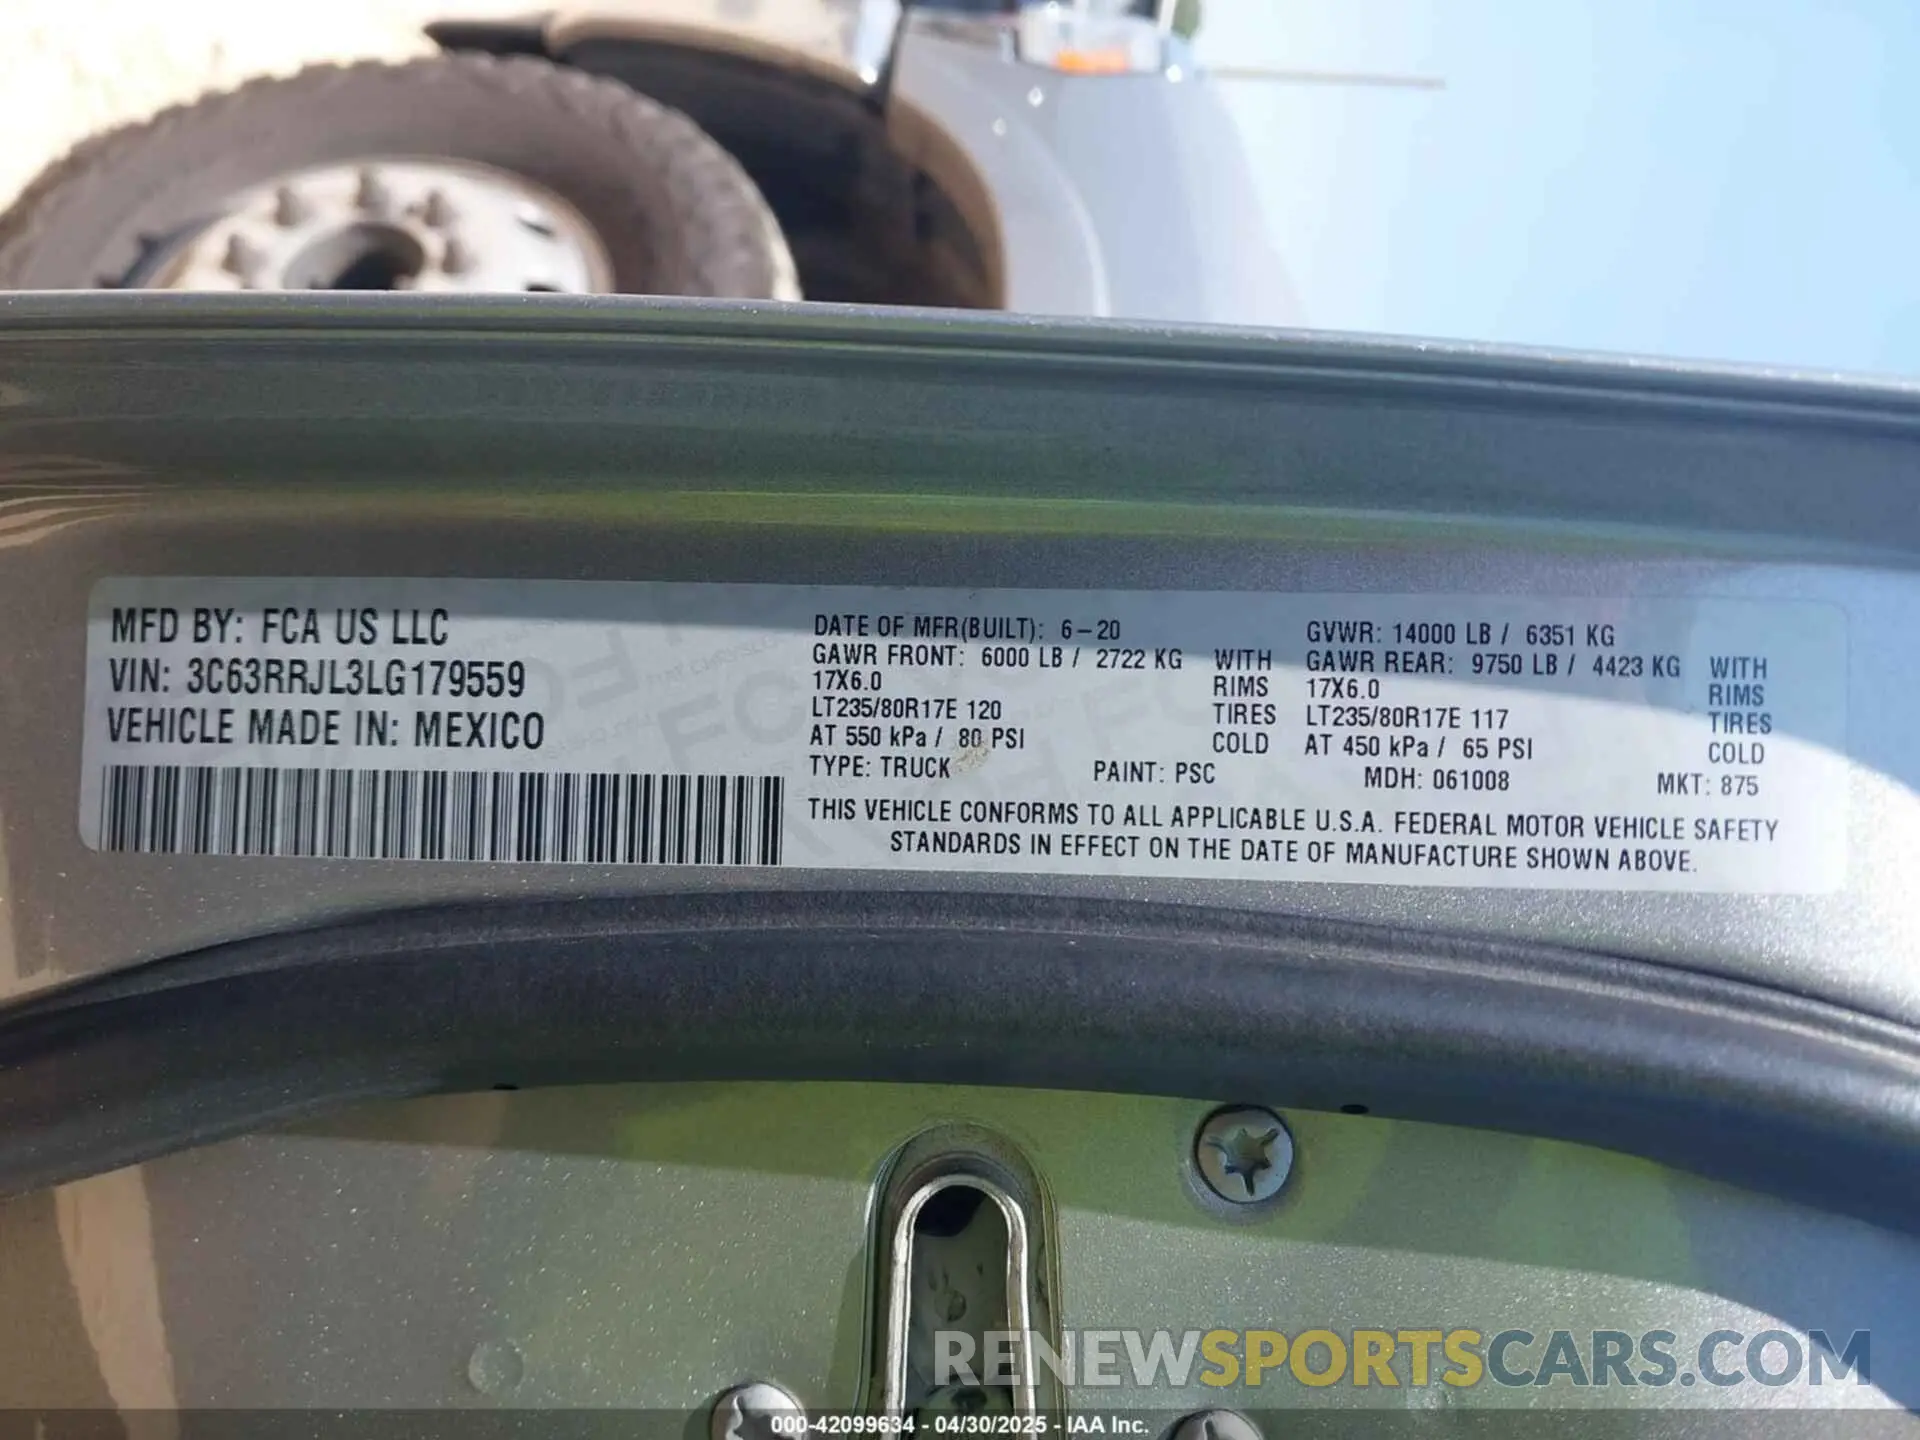 MFD BY: FCA US LLC
VIN: 3C63RRJL3LG179559
VEHICLE MADE IN: MEXICO
DATE OF MFR(BUILT): 6-20
GVWR: 14000 LB / 6351 KG
GAWR FRONT: 6000 LB / 2722 KG WITH
GAWR REAR: 9750 LB / 4423 KG WITH
17X6.0 RIMS
17X6.0 RIMS
LT235/80R17E 120 TIRES
LT235/80R17E 117 TIRES
AT 550 kPa / 80 PSI COLD
AT 450 kPa / 65 PSI COLD
TYPE: TRUCK PAINT: PSC MDH: 061008 MKT: 875
THIS VEHICLE CONFORMS TO ALL APPLICABLE U.S.A. FEDERAL MOTOR VEHICLE SAFETY
STANDARDS IN EFFECT ON THE DATE OF MANUFACTURE SHOWN ABOVE.
RENEWSPORTSCARS.COM
000-42099634 - 04/30/2025 - IAA Inc.